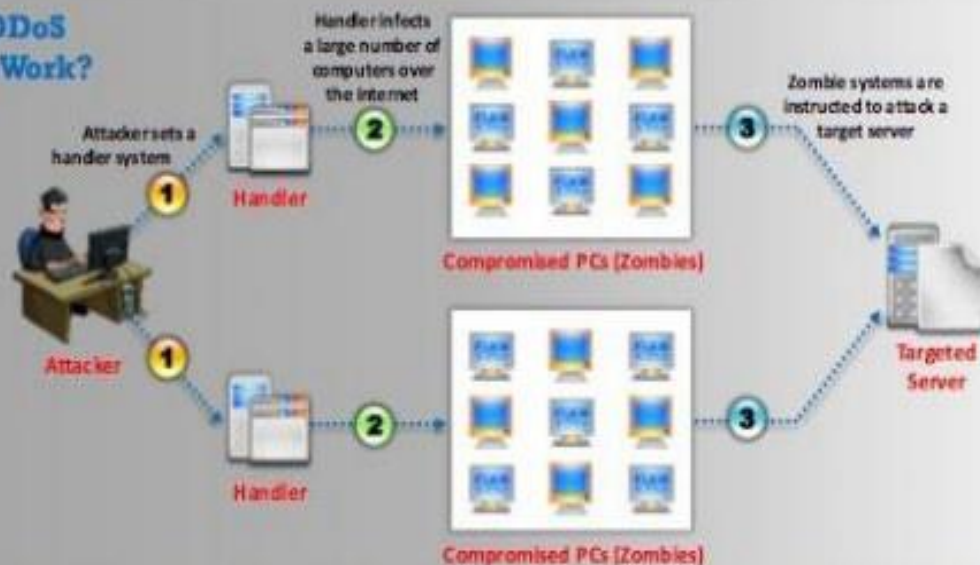 DDoS
Work?
Handler infects
a large number of
computers over
the Internet
Attacker sets a
handler system
Zombie systems are
instructed to attack a
target server
1
2
3
Handler
Compromised PCs (Zombies)
Attacker
1
Targeted
Server
2
3
Handler
Compromised PCs (Zombies)